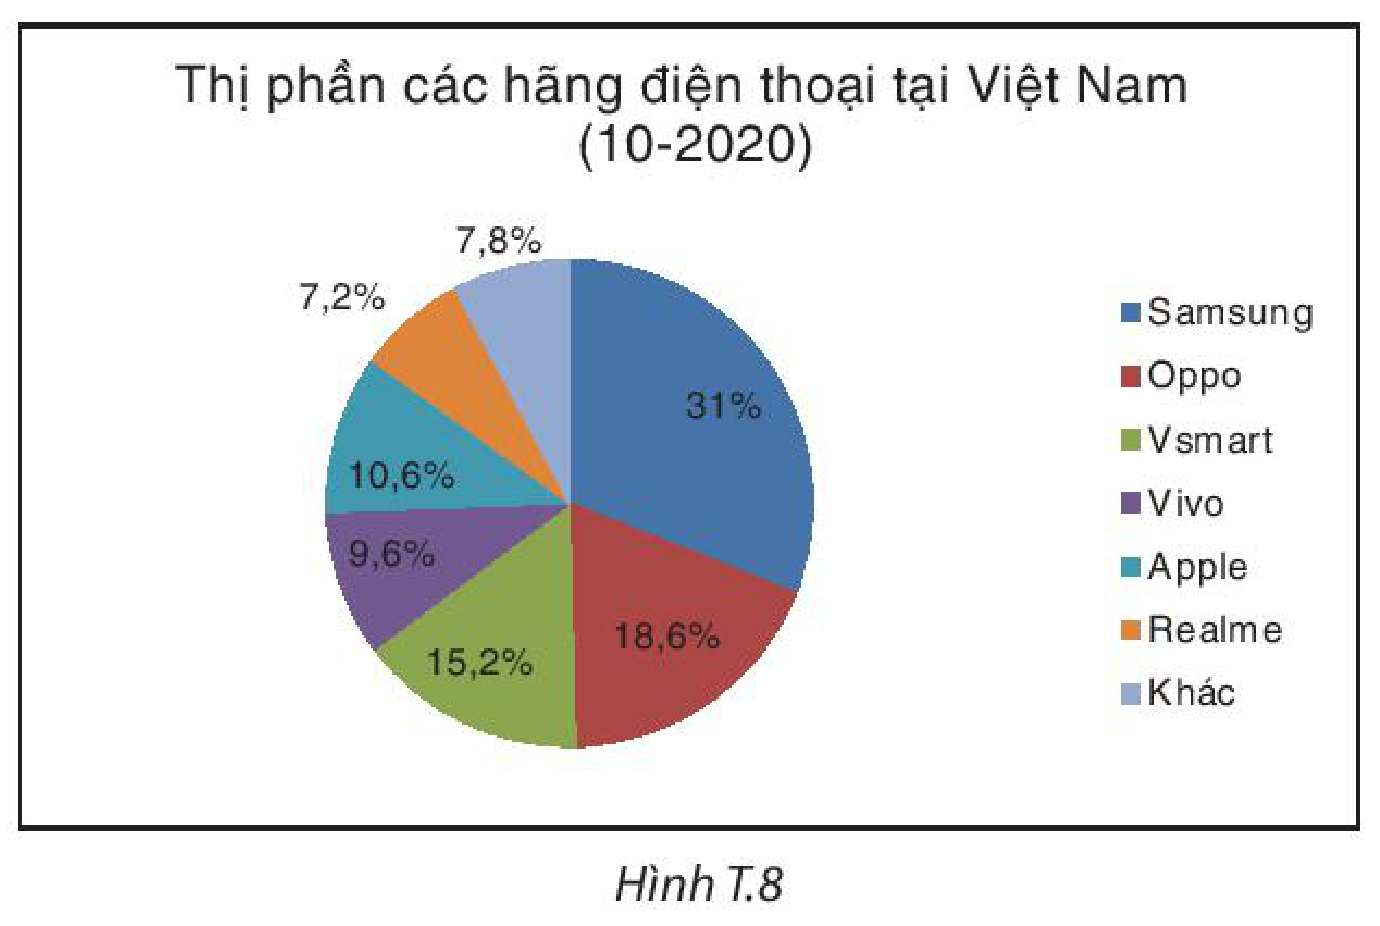 Thị phần các hãng điện thoại tại Việt Nam
(10-2020)
7,8%
7,2%
31%
10,6%
9,6%
18,6%
15,2%
Samsung
Oppo
Vsmart
Vivo
Apple
Realme
Khác
Hình T.8